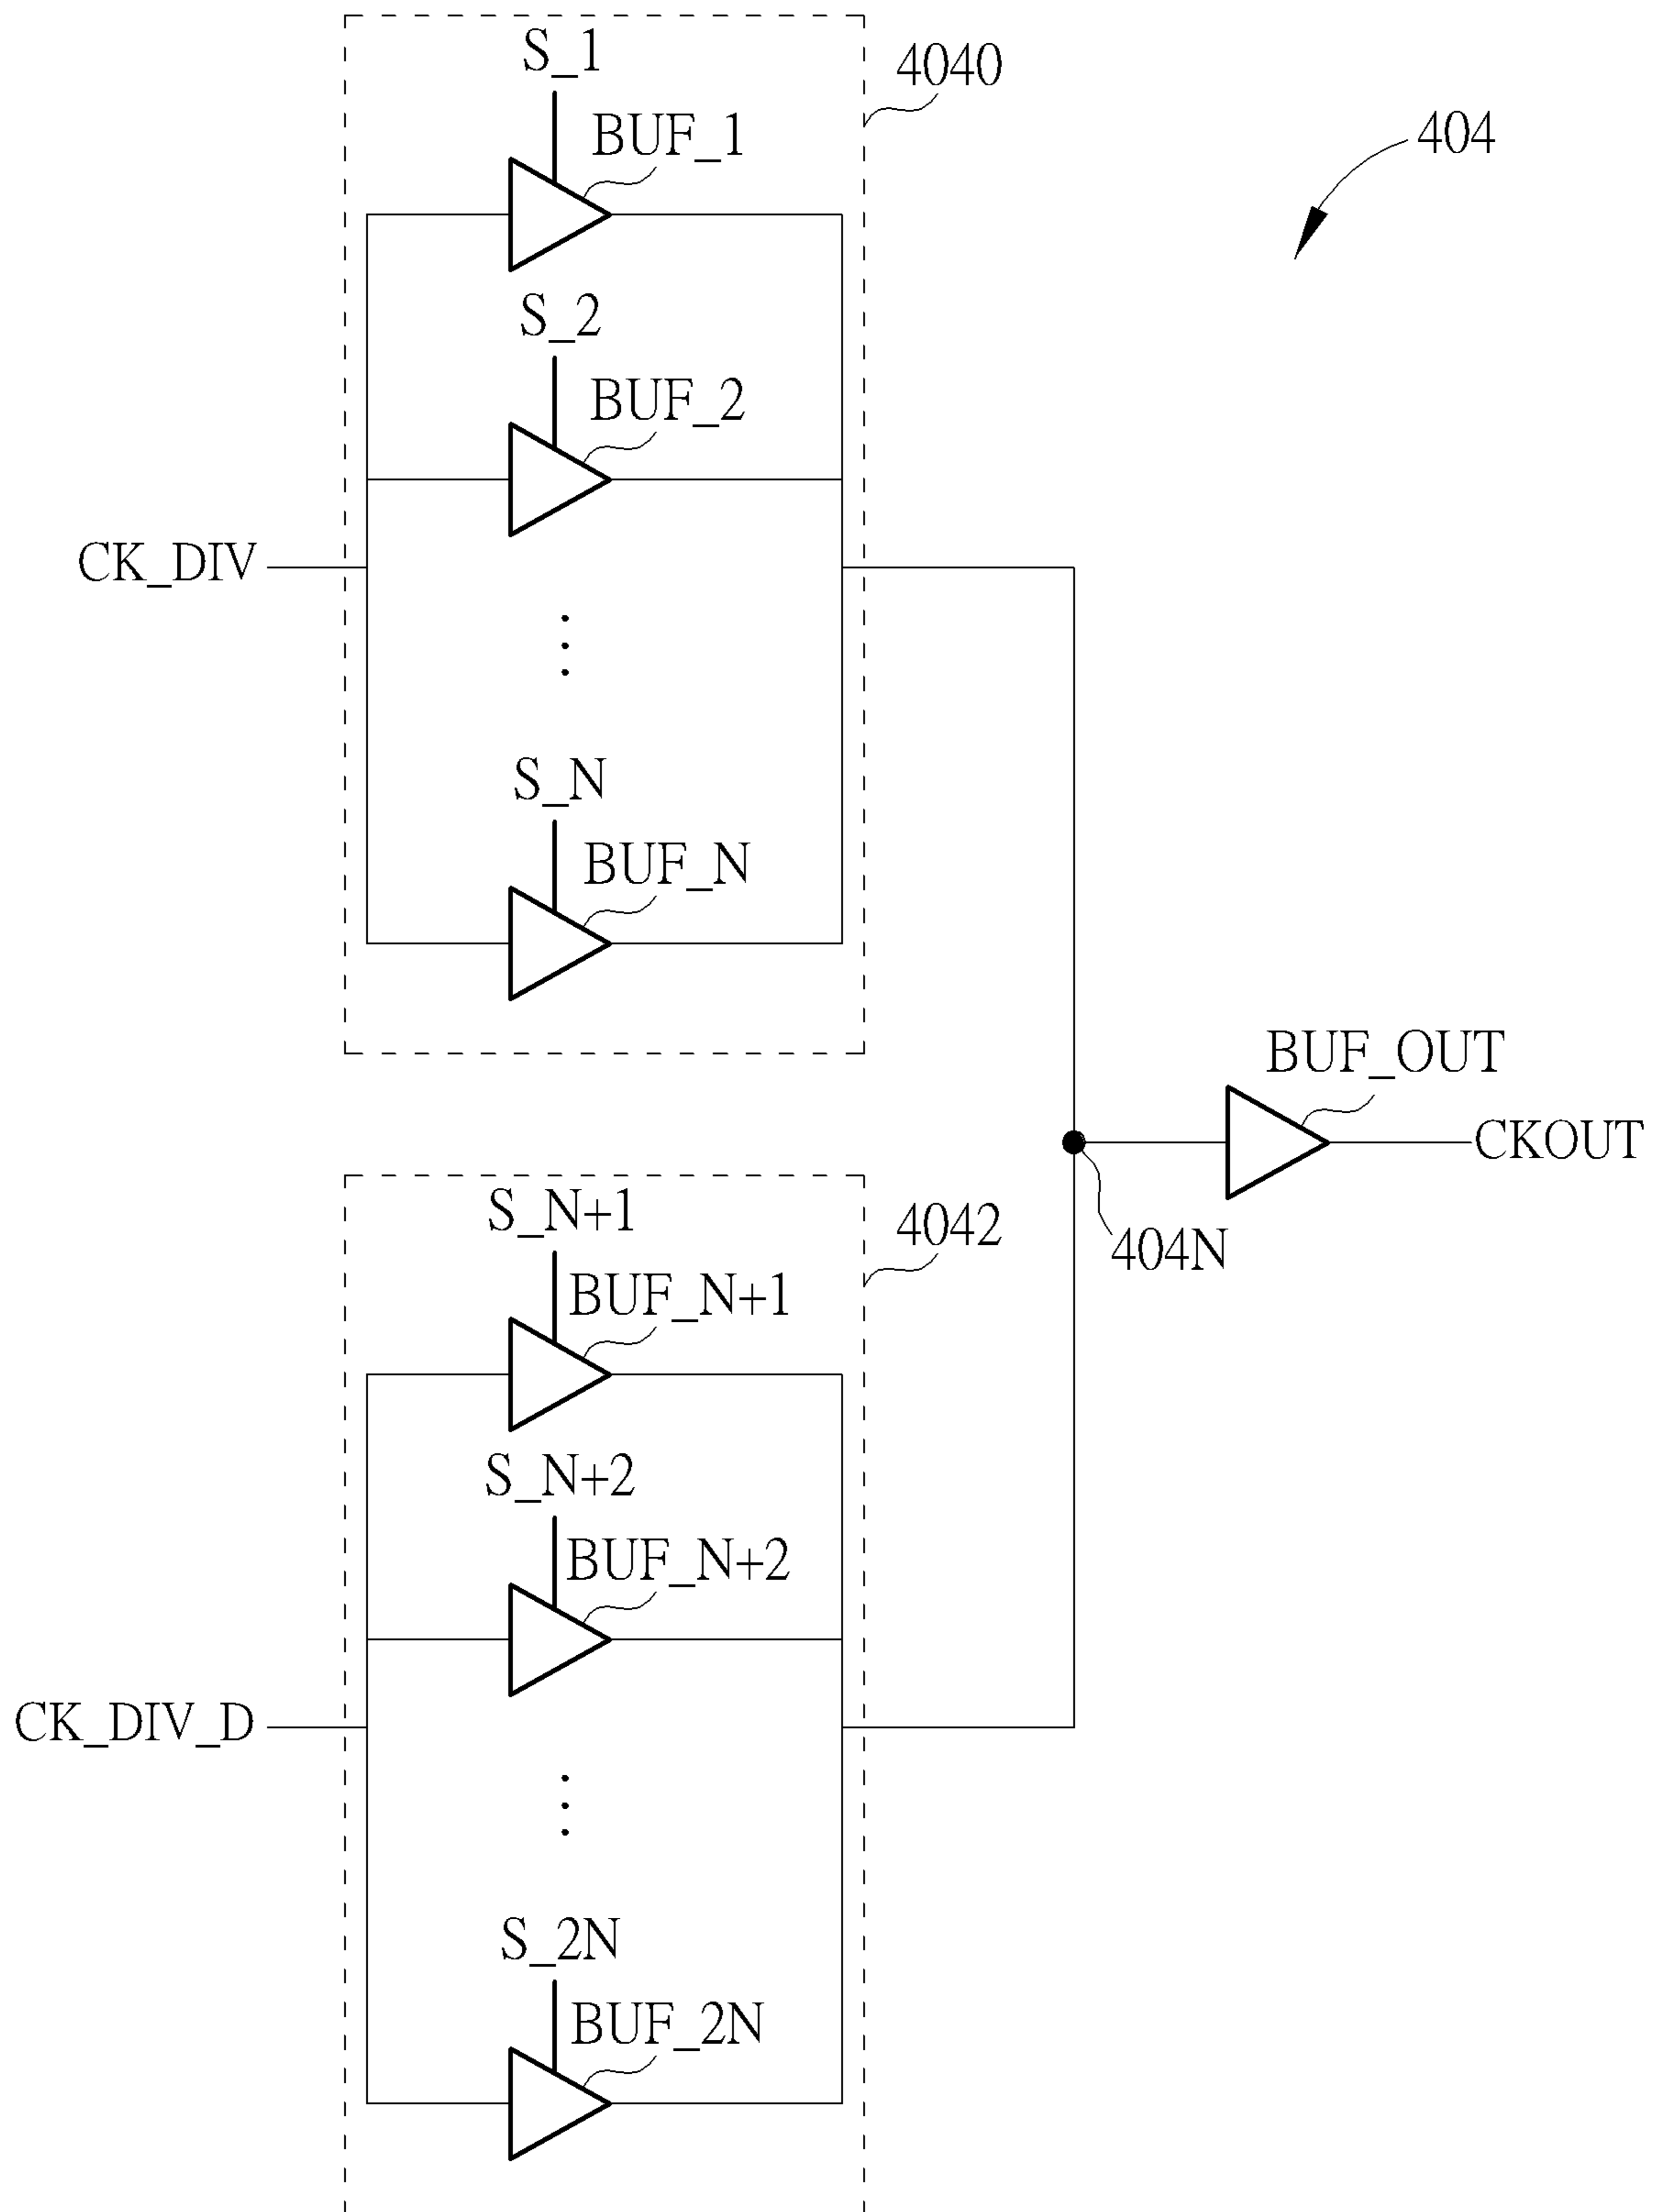 S_1
4040
BUF_1
404
S_2
BUF_2
CK_DIV
S_N
BUF_N
BUF_OUT
CKOUT
S_N+1
4042
404N
BUF_N+1
S_N+2
BUF_N+2
CK_DIV_D
S_2N
BUF_2N